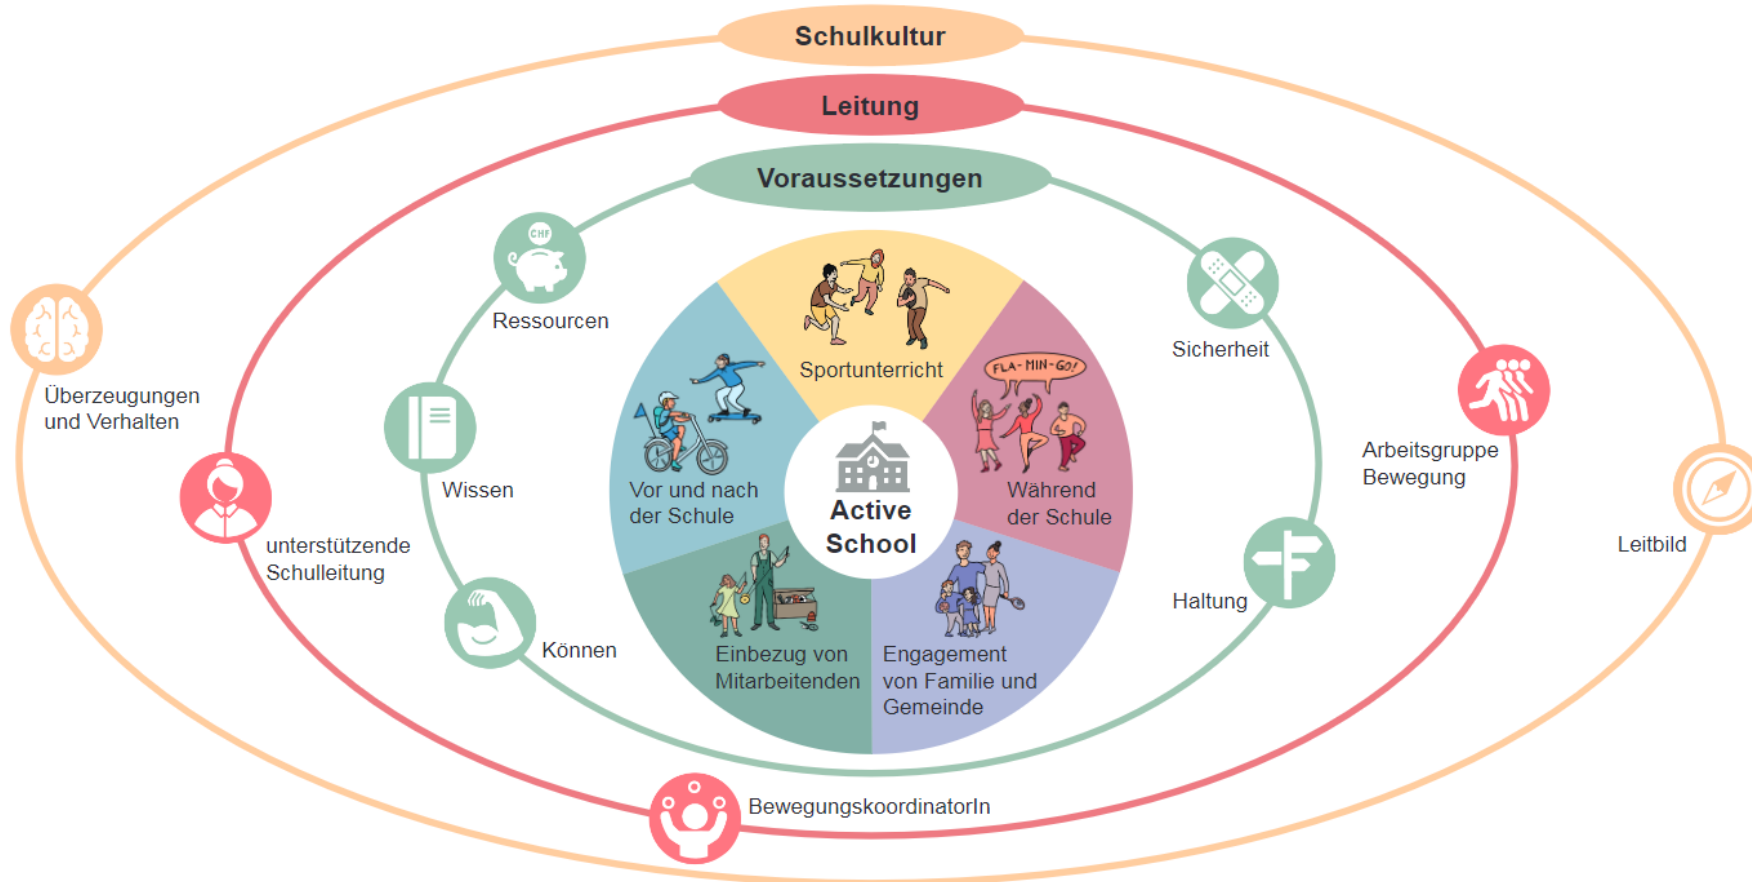 Schulkultur
Leitung
Voraussetzungen
CHF
Ressourcen
Sicherheit
Überzeugungen
und Verhalten
Sportunterricht
FLA-MIN-GO!
Wissen
Arbeitsgruppe
Bewegung
Vor und nach
der Schule
Active
School
Während
der Schule
unterstützende
Schulleitung
Leitbild
Können
Haltung
Einbezug von
Mitarbeitenden
Engagement
von Familie und
Gemeinde
BewegungskoordinatorIn